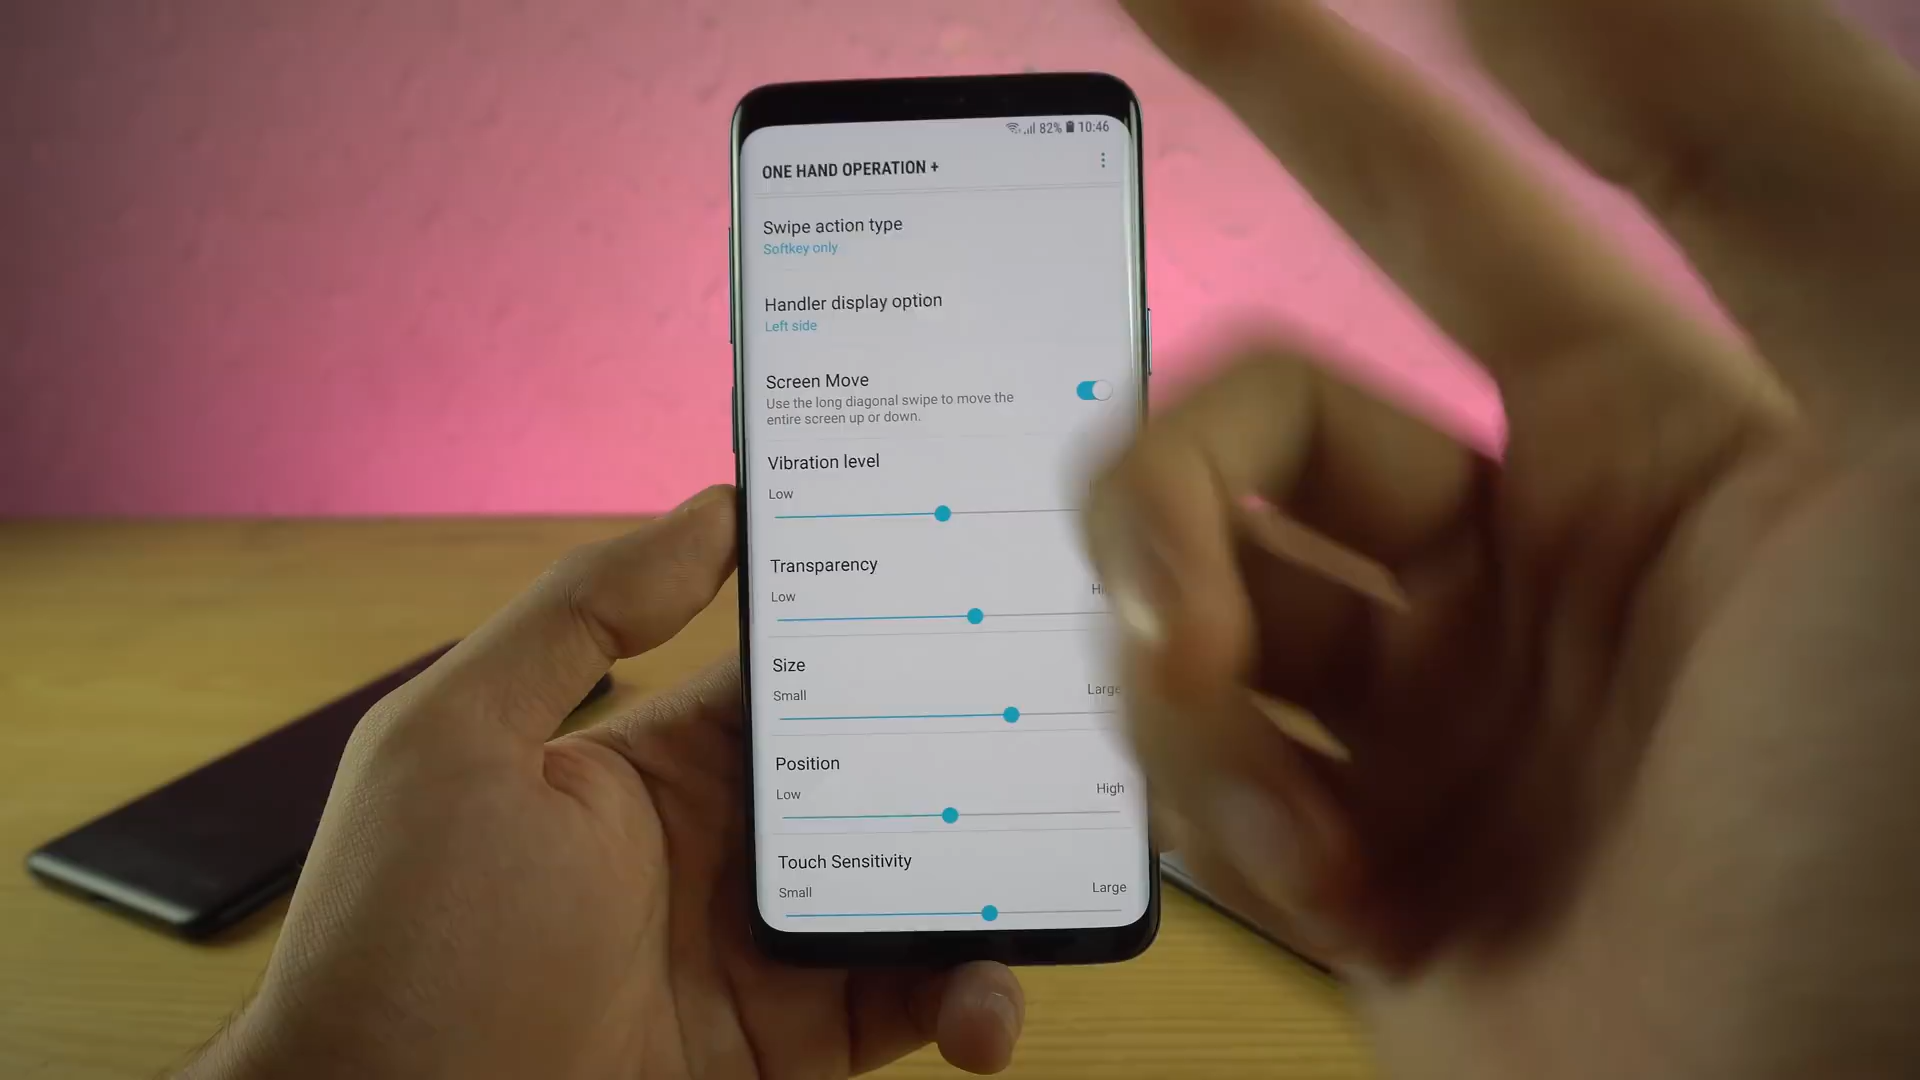 82% 10:46
ONE HAND OPERATION +
Swipe action type
Softkey only
Handler display option
Left side
Screen Move
Use the long diagonal swipe to move the
entire screen up or down.
Vibration level
Low
Transparency
Low
Size
Small Large
Position
Low High
Touch Sensitivity
Small Large